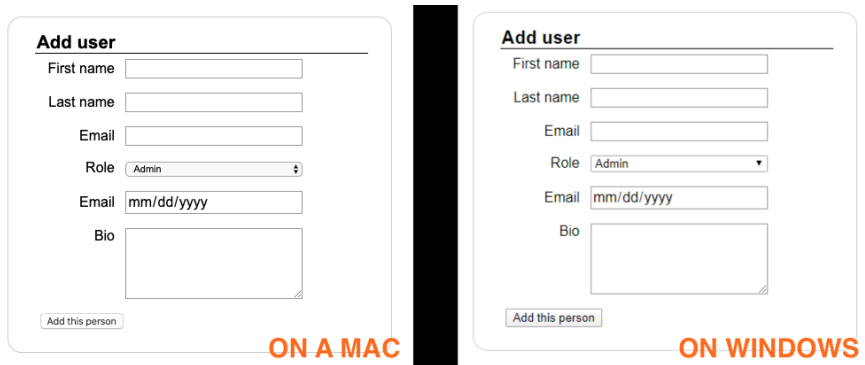 Add user
First name
Last name
Email
Role Admin
Email mm/dd/yyyy
Bio
Add this person
ON A MAC
Add user
First name
Last name
Email
Role Admin
Email mm/dd/yyyy
Bio
Add this person
ON WINDOWS